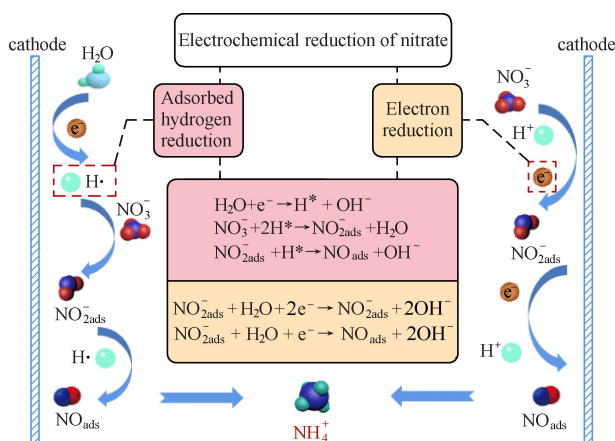 cathode
Electrochemical reduction of nitrate
cathode
H₂O
Adsorbed
hydrogen
reduction
Electron
reduction
NO₃⁻
e⁻
H⁺
H•
e⁻
H₂O+e⁻→H* + OH⁻
NO₃⁻+2H*→NO₂⁻ads+H₂O
NO₂⁻ads+H*→NOads+OH⁻
NO₃⁻
NO₂⁻ads
NO₂⁻ads
e⁻
NO₂⁻ads+H₂O+2e⁻→NO₂⁻ads+2OH⁻
NO₂⁻ads + H₂O + e⁻→NOads + 2OH⁻
H•
H⁺
NOads
NH₄⁺
NOads